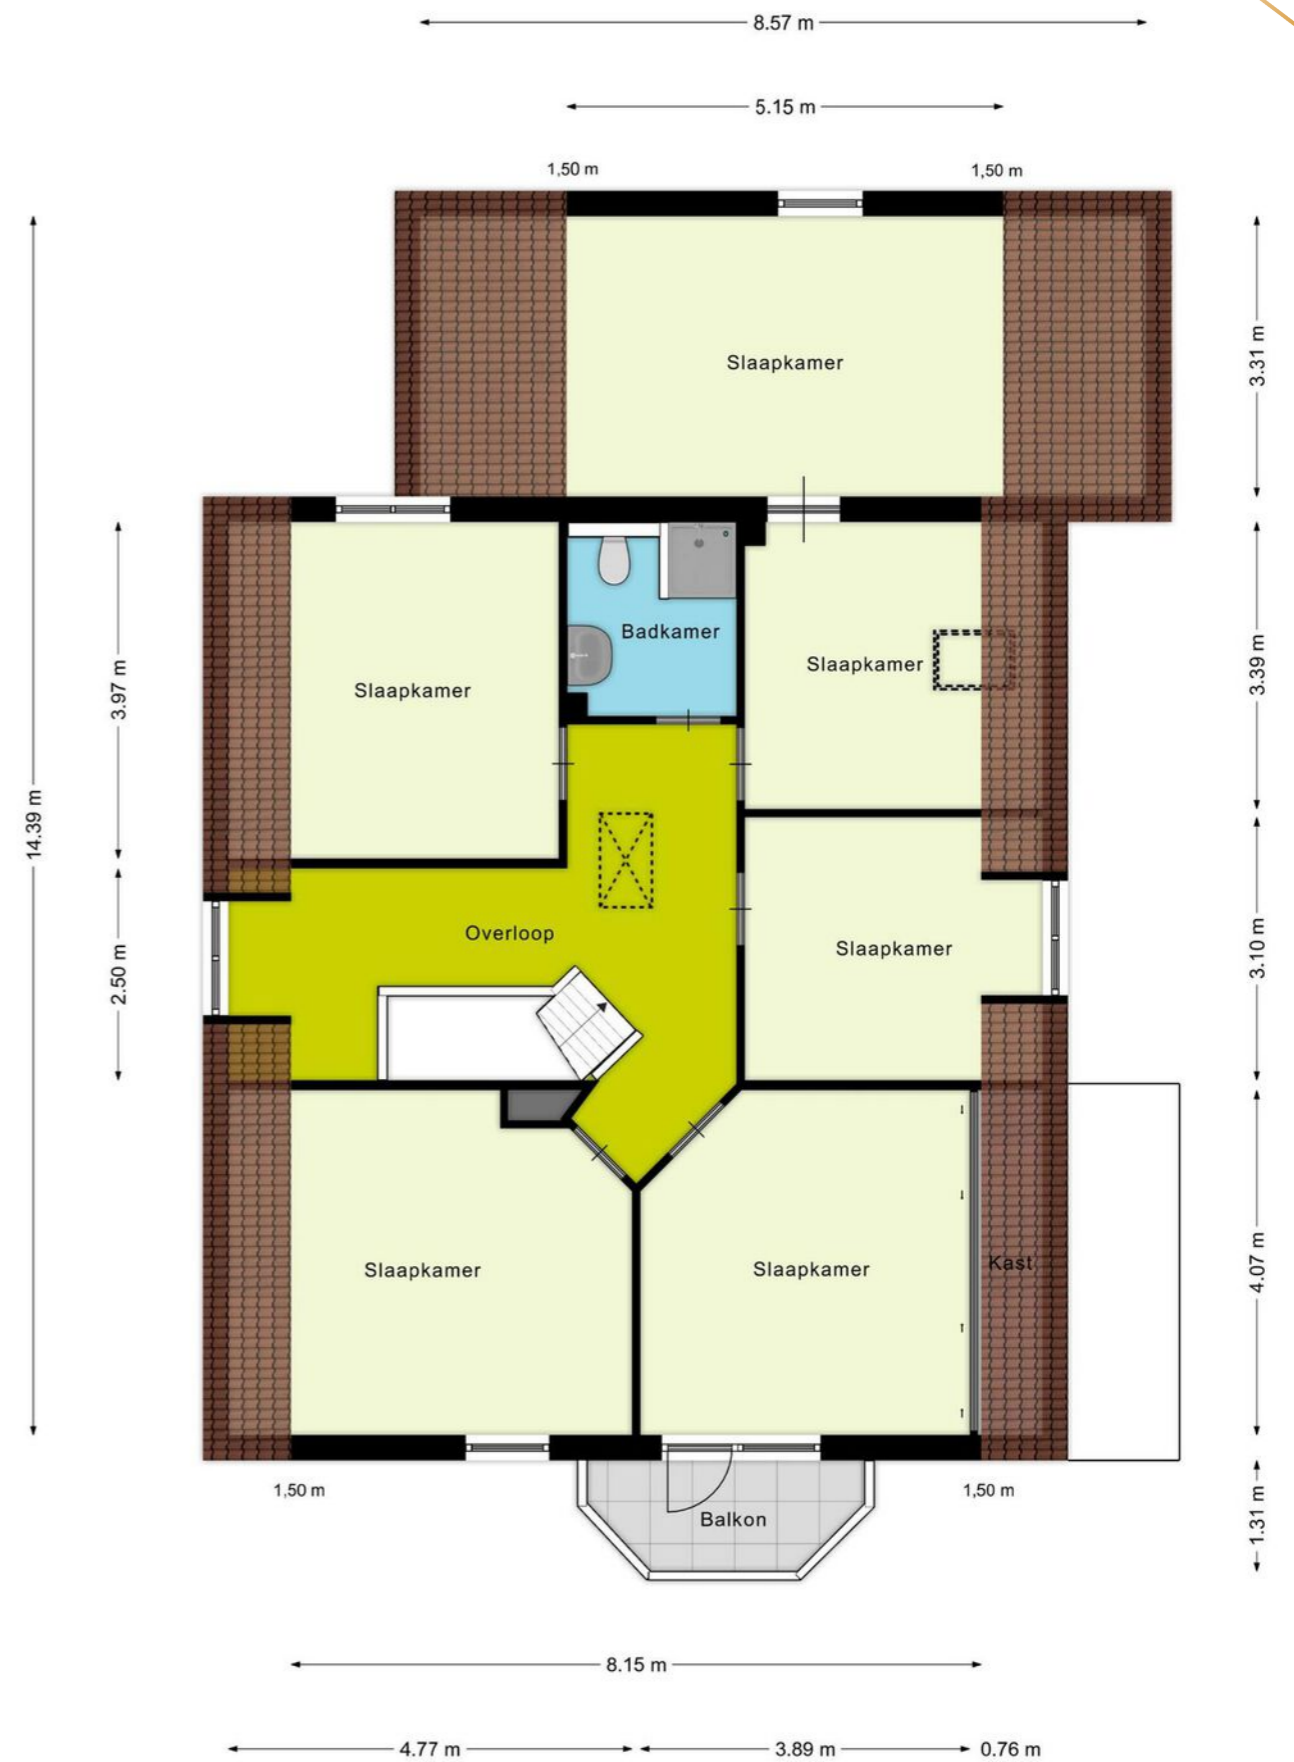 8.57 m
5.15 m
1,50 m
1,50 m
3.31 m
Slaapkamer
14.39 m
3.97 m
Slaapkamer
Badkamer
Slaapkamer
3.39 m
2.50 m
Overloop
Slaapkamer
3.10 m
Slaapkamer
Slaapkamer
Kast
4.07 m
1,50 m
1,50 m
Balkon
1.31 m
8.15 m
4.77 m
3.89 m
0.76 m